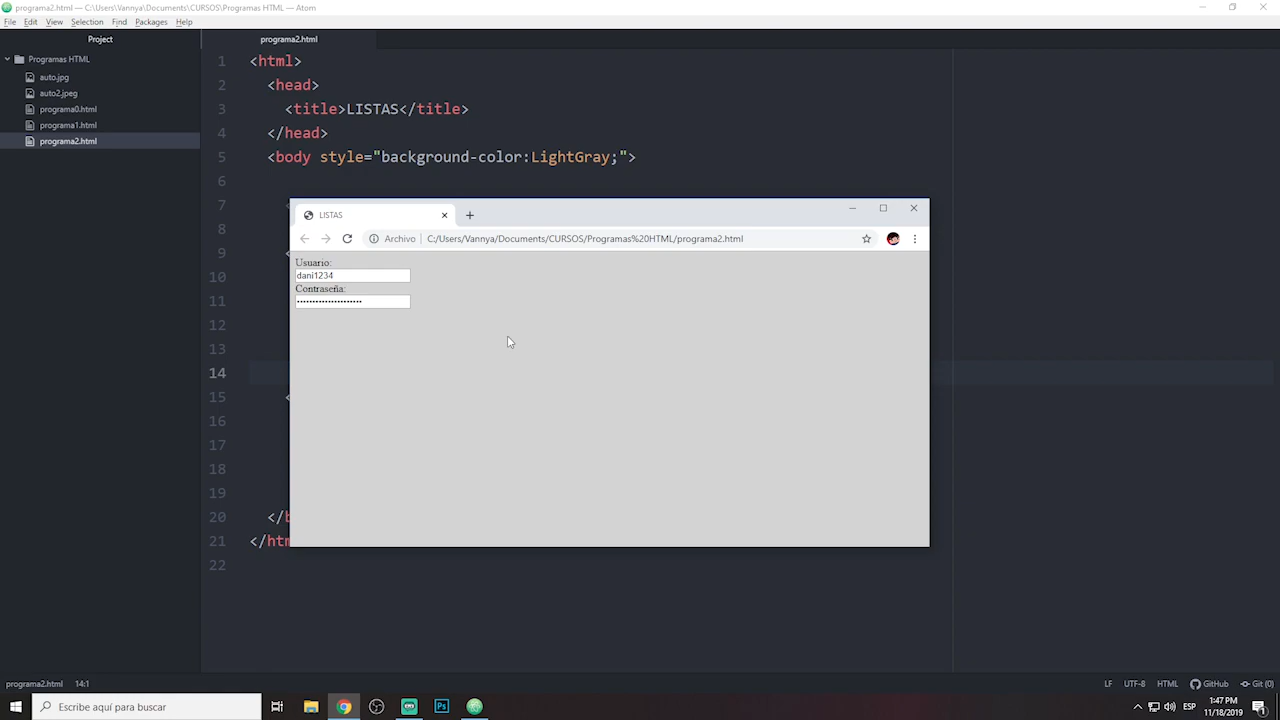 programa2.html — C:\Users\Vannya\Documents\CURSOS\Programas HTML — Atom
File Edit View Selection Find Packages Help
Project
programa2.html
Programas HTML
auto.jpg
auto2.jpeg
programa0.html
programa1.html
programa2.html
1 <html>
2 <head>
3 <title>LISTAS</title>
4 </head>
5 <body style="background-color:LightGray;">
6
7 <
8
9 <
10
11
12
13
14
15 <
16
17
18
19
20 </b
21 </htm
22
LISTAS
Archivo C:/Users/Vannya/Documents/CURSOS/Programas%20HTML/programa2.html
Usuario:
dani1234
Contraseña:
•••••••••••••••••••••
programa2.html 14:1
LF UTF-8 HTML GitHub Git (0)
Escribe aquí para buscar
Ps
ESP
1:47 PM
11/18/2019
1